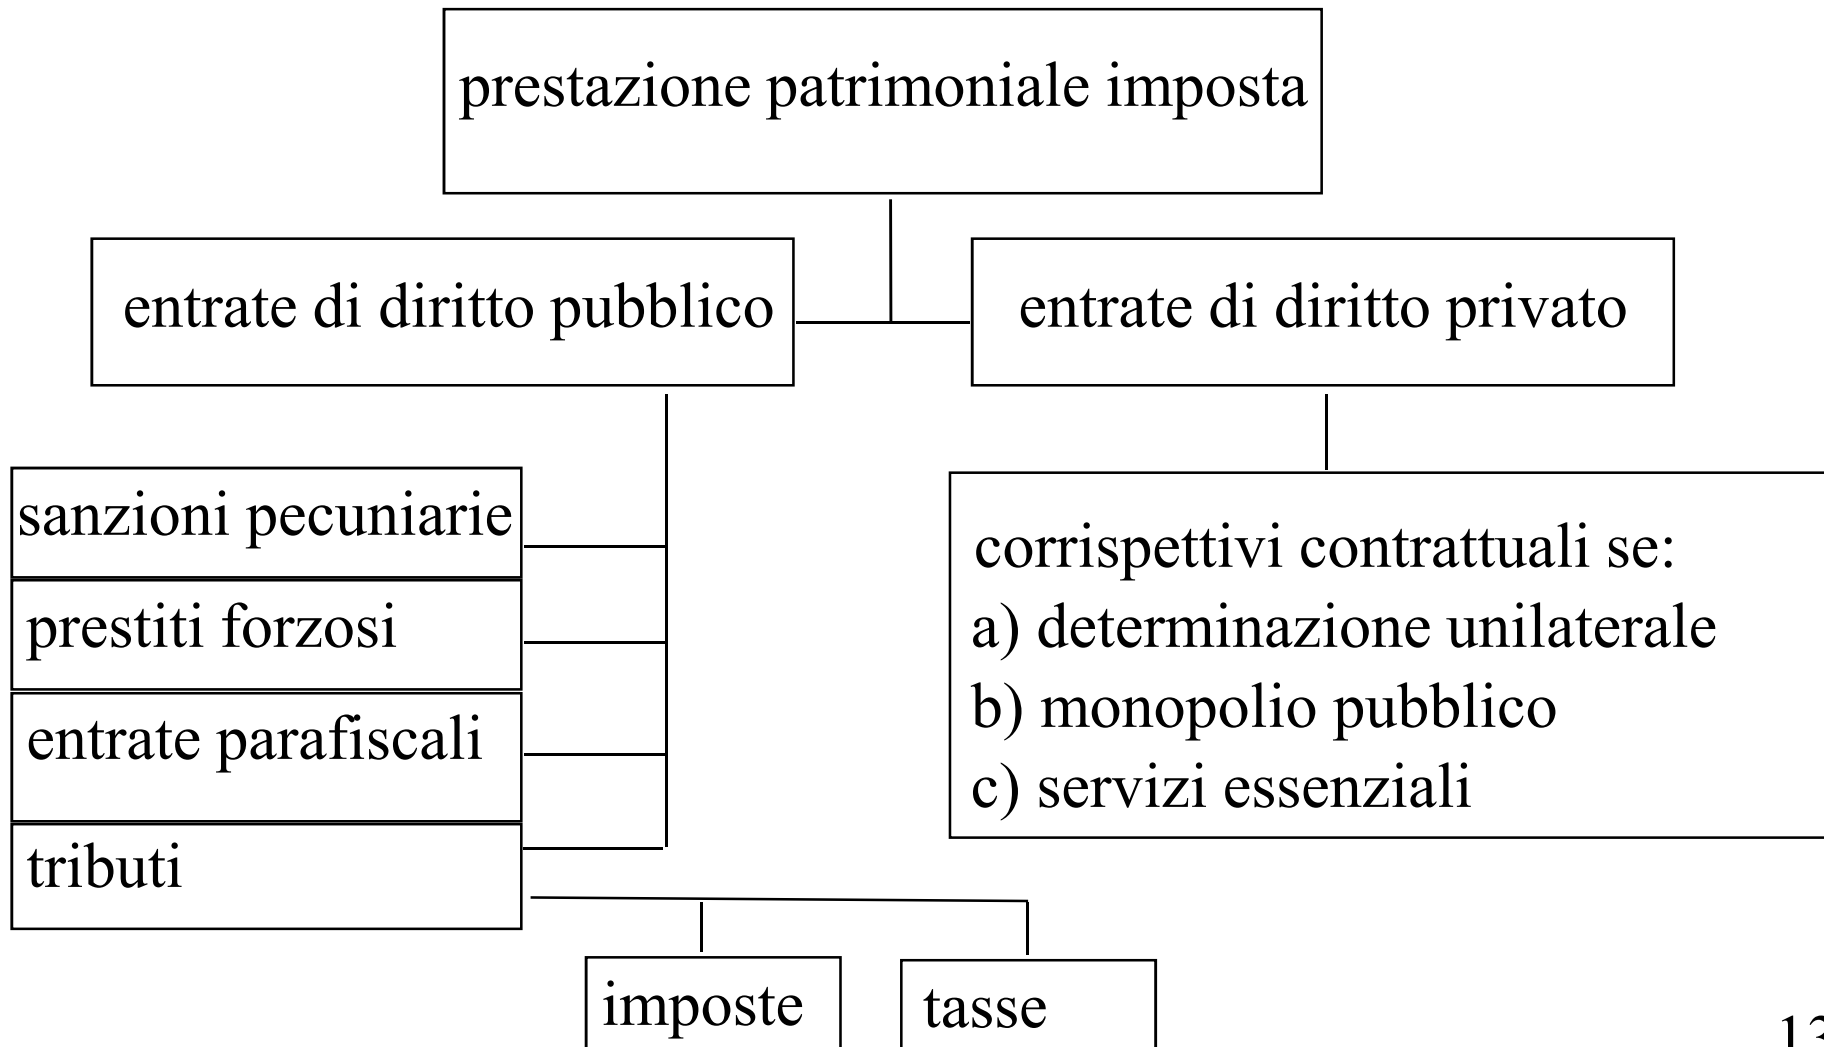 prestazione patrimoniale imposta
entrate di diritto pubblico
entrate di diritto privato
sanzioni pecuniarie
prestiti forzosi
entrate parafiscali
tributi
corrispettivi contrattuali se:
a) determinazione unilaterale
b) monopolio pubblico
c) servizi essenziali
imposte
tasse
13